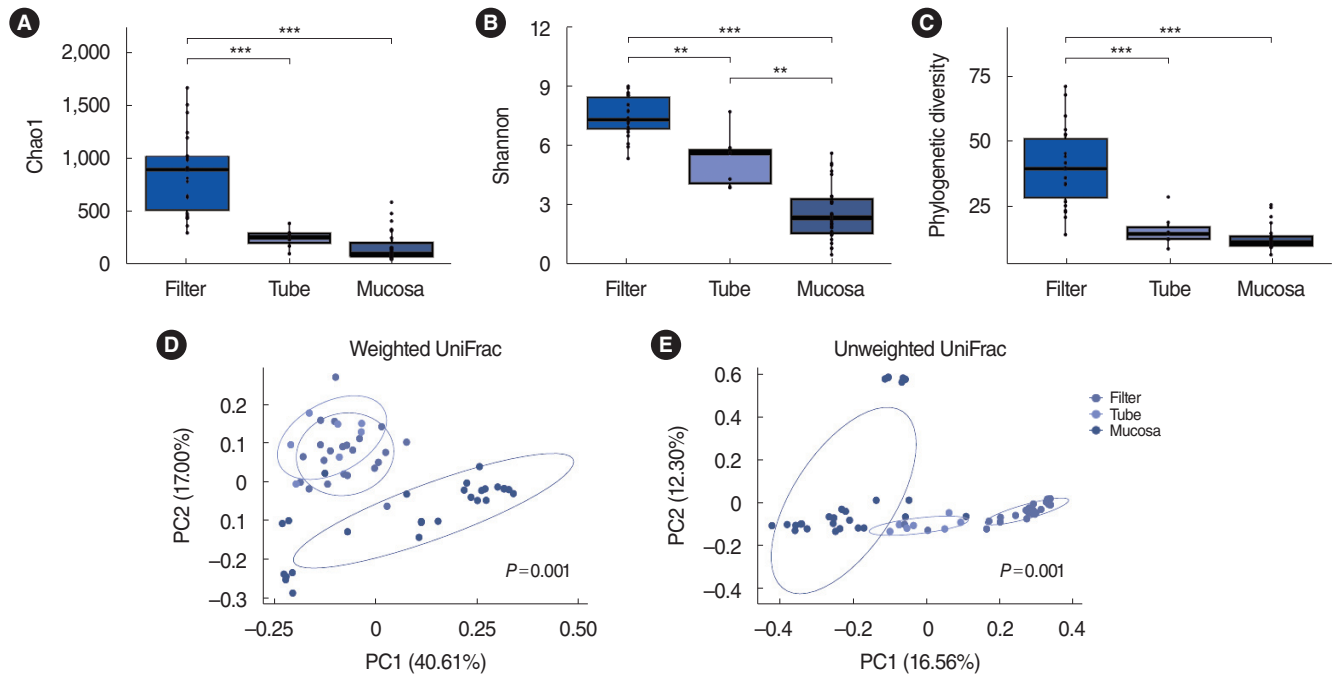 A
Chao1
2,000
1,500
1,000
500
0
***
***
Filter Tube Mucosa
B
Shannon
12
9
6
3
0
***
**
**
Filter Tube Mucosa
C
Phylogenetic diversity
75
50
25
***
***
Filter Tube Mucosa
D
Weighted UniFrac
PC2 (17.00%)
0.2
0.1
0
0.1
–0.2
–0.3
P=0.001
–0.25 0 0.25 0.50
PC1 (40.61%)
E
Unweighted UniFrac
PC2 (12.30%)
0.6
0.4
0.2
0
–0.2
–0.4
P=0.001
–0.4 –0.2 0 0.2 0.4
PC1 (16.56%)
Filter
Tube
Mucosa